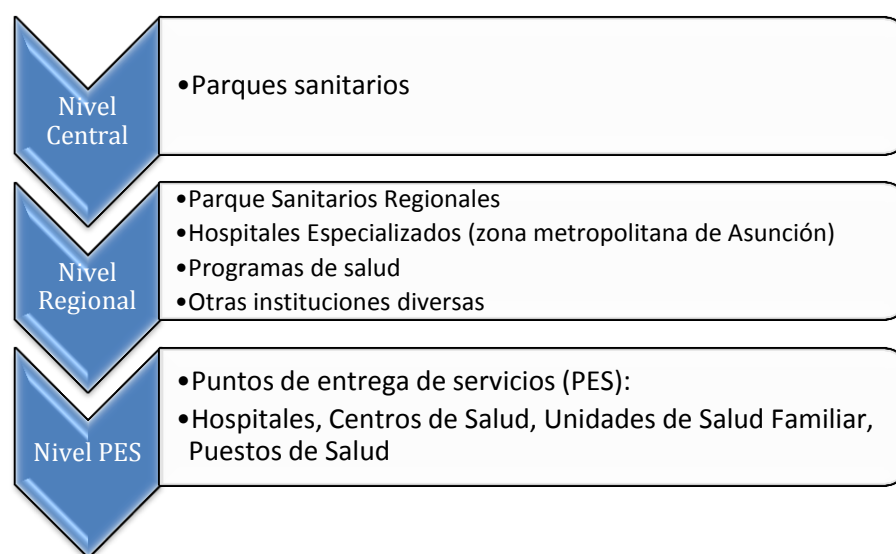 Nivel
Central
•Parques sanitarios
Nivel
Regional
•Parque Sanitarios Regionales
•Hospitales Especializados (zona metropolitana de Asunción)
•Programas de salud
•Otras instituciones diversas
Nivel PES
•Puntos de entrega de servicios (PES):
•Hospitales, Centros de Salud, Unidades de Salud Familiar,
Puestos de Salud